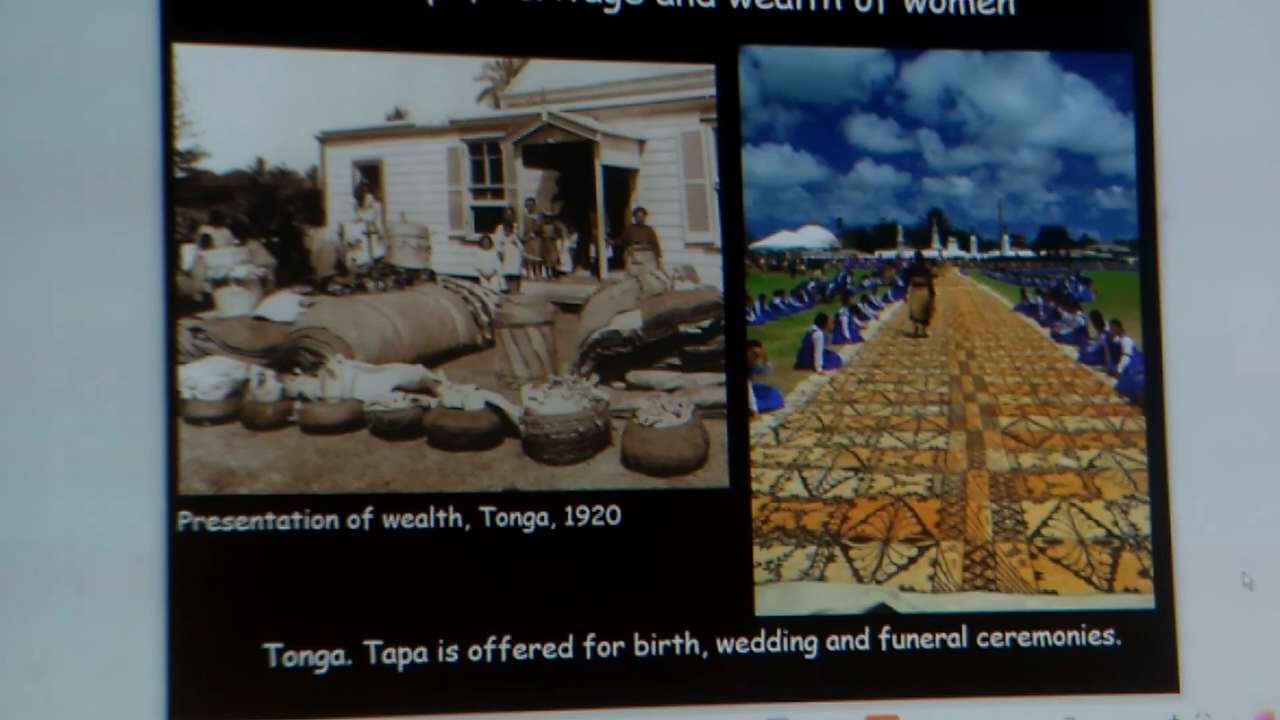 and wealth of women
Presentation of wealth, Tonga, 1920
Tonga. Tapa is offered for birth, wedding and funeral ceremonies.